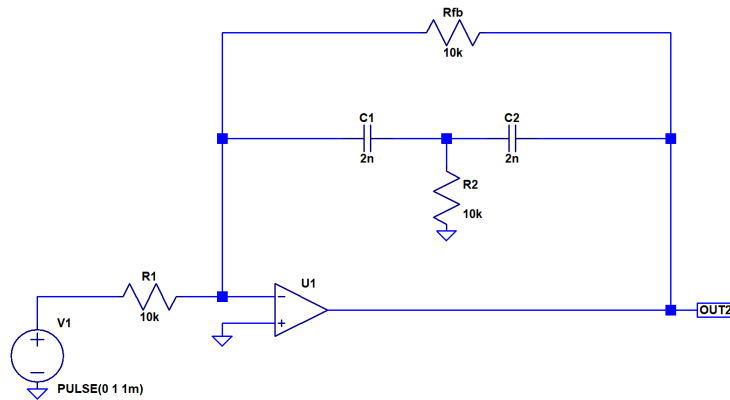 Rfb
10k
C1
C2
2n
2n
R2
10k
R1
U1
10k
V1
OUT2
PULSE(0 1 1m)